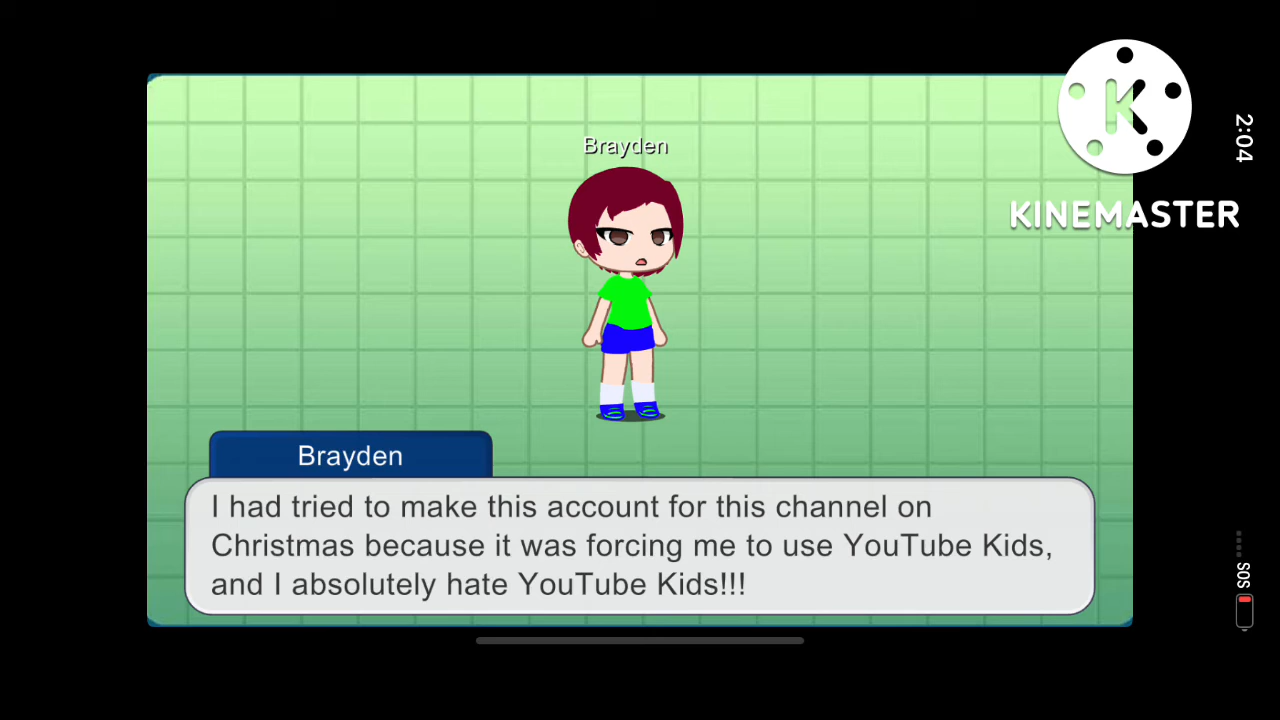 Brayden
2:04
KINEMASTER
Brayden
I had tried to make this account for this channel on
Christmas because it was forcing me to use YouTube Kids,
and I absolutely hate YouTube Kids!!!
SOS